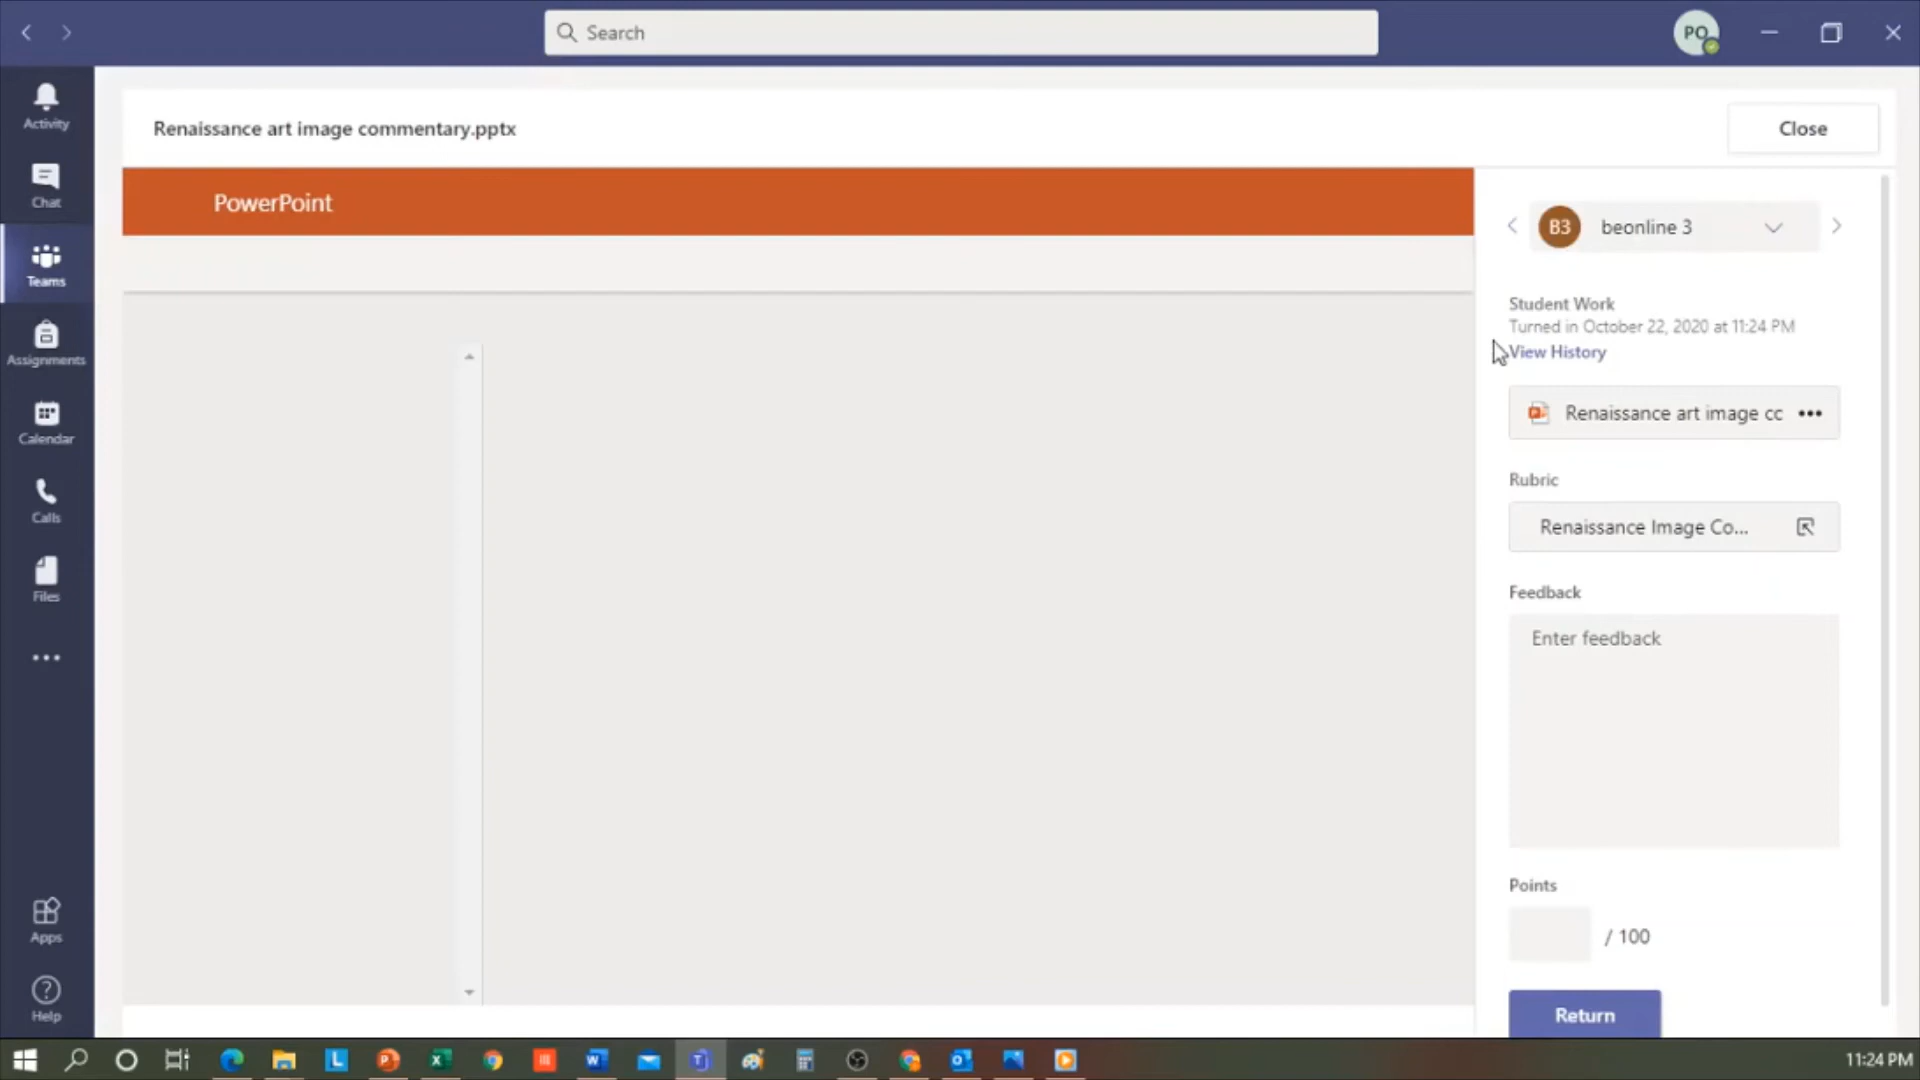 Search
PO
Activity
Chat
Teams
Assignments
Calendar
Calls
Files
Apps
Help
Renaissance art image commentary.pptx
Close
PowerPoint
B3
beonline 3
Student Work
Turned in October 22, 2020 at 11:24 PM
View History
Renaissance art image cc
Rubric
Renaissance Image Co...
Feedback
Enter feedback
Points
/ 100
Return
11:24 PM